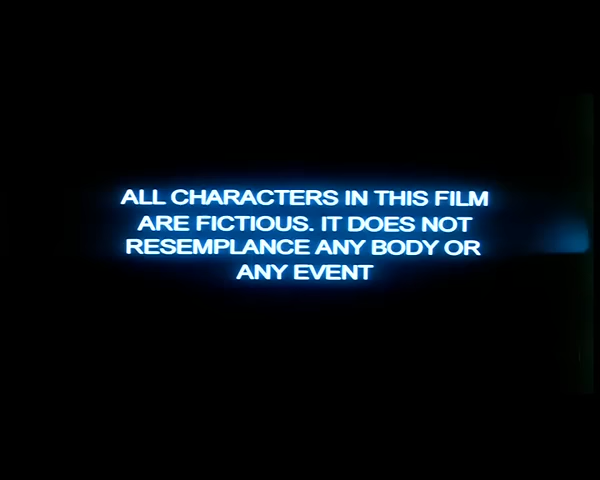 ALL CHARACTERS IN THIS FILM
ARE FICTIOUS. IT DOES NOT
RESEMPLANCE ANY BODY OR
ANY EVENT